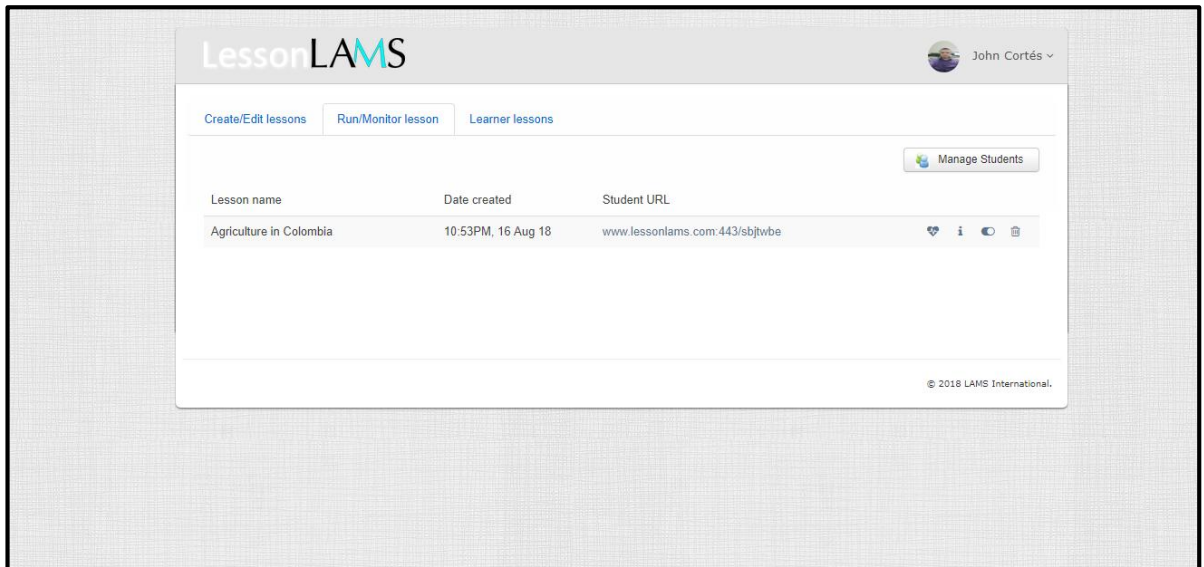 LessonLAMS
John Cortés
Create/Edit lessons Run/Monitor lesson Learner lessons
Manage Students
Lesson name Date created Student URL
Agriculture in Colombia 10:53PM, 16 Aug 18 www.lessonlams.com:443/sbjtwbe
© 2018 LAMS International.